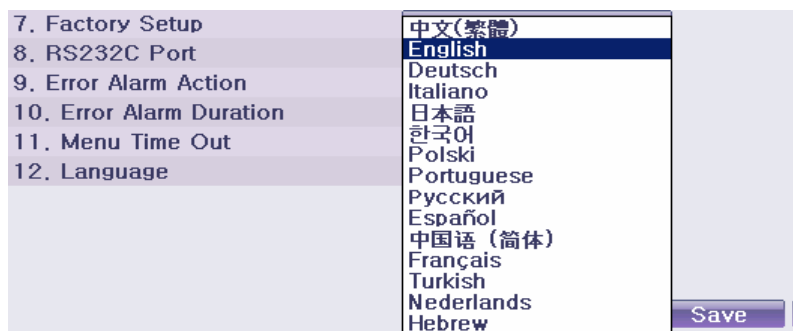 7. Factory Setup
8. RS232C Port
9. Error Alarm Action
10. Error Alarm Duration
11. Menu Time Out
12. Language
中文(繁體)
English
Deutsch
Italiano
日本語
한국어
Polski
Portuguese
Русский
Español
中国语 (简体)
Français
Turkish
Nederlands
Hebrew
Save